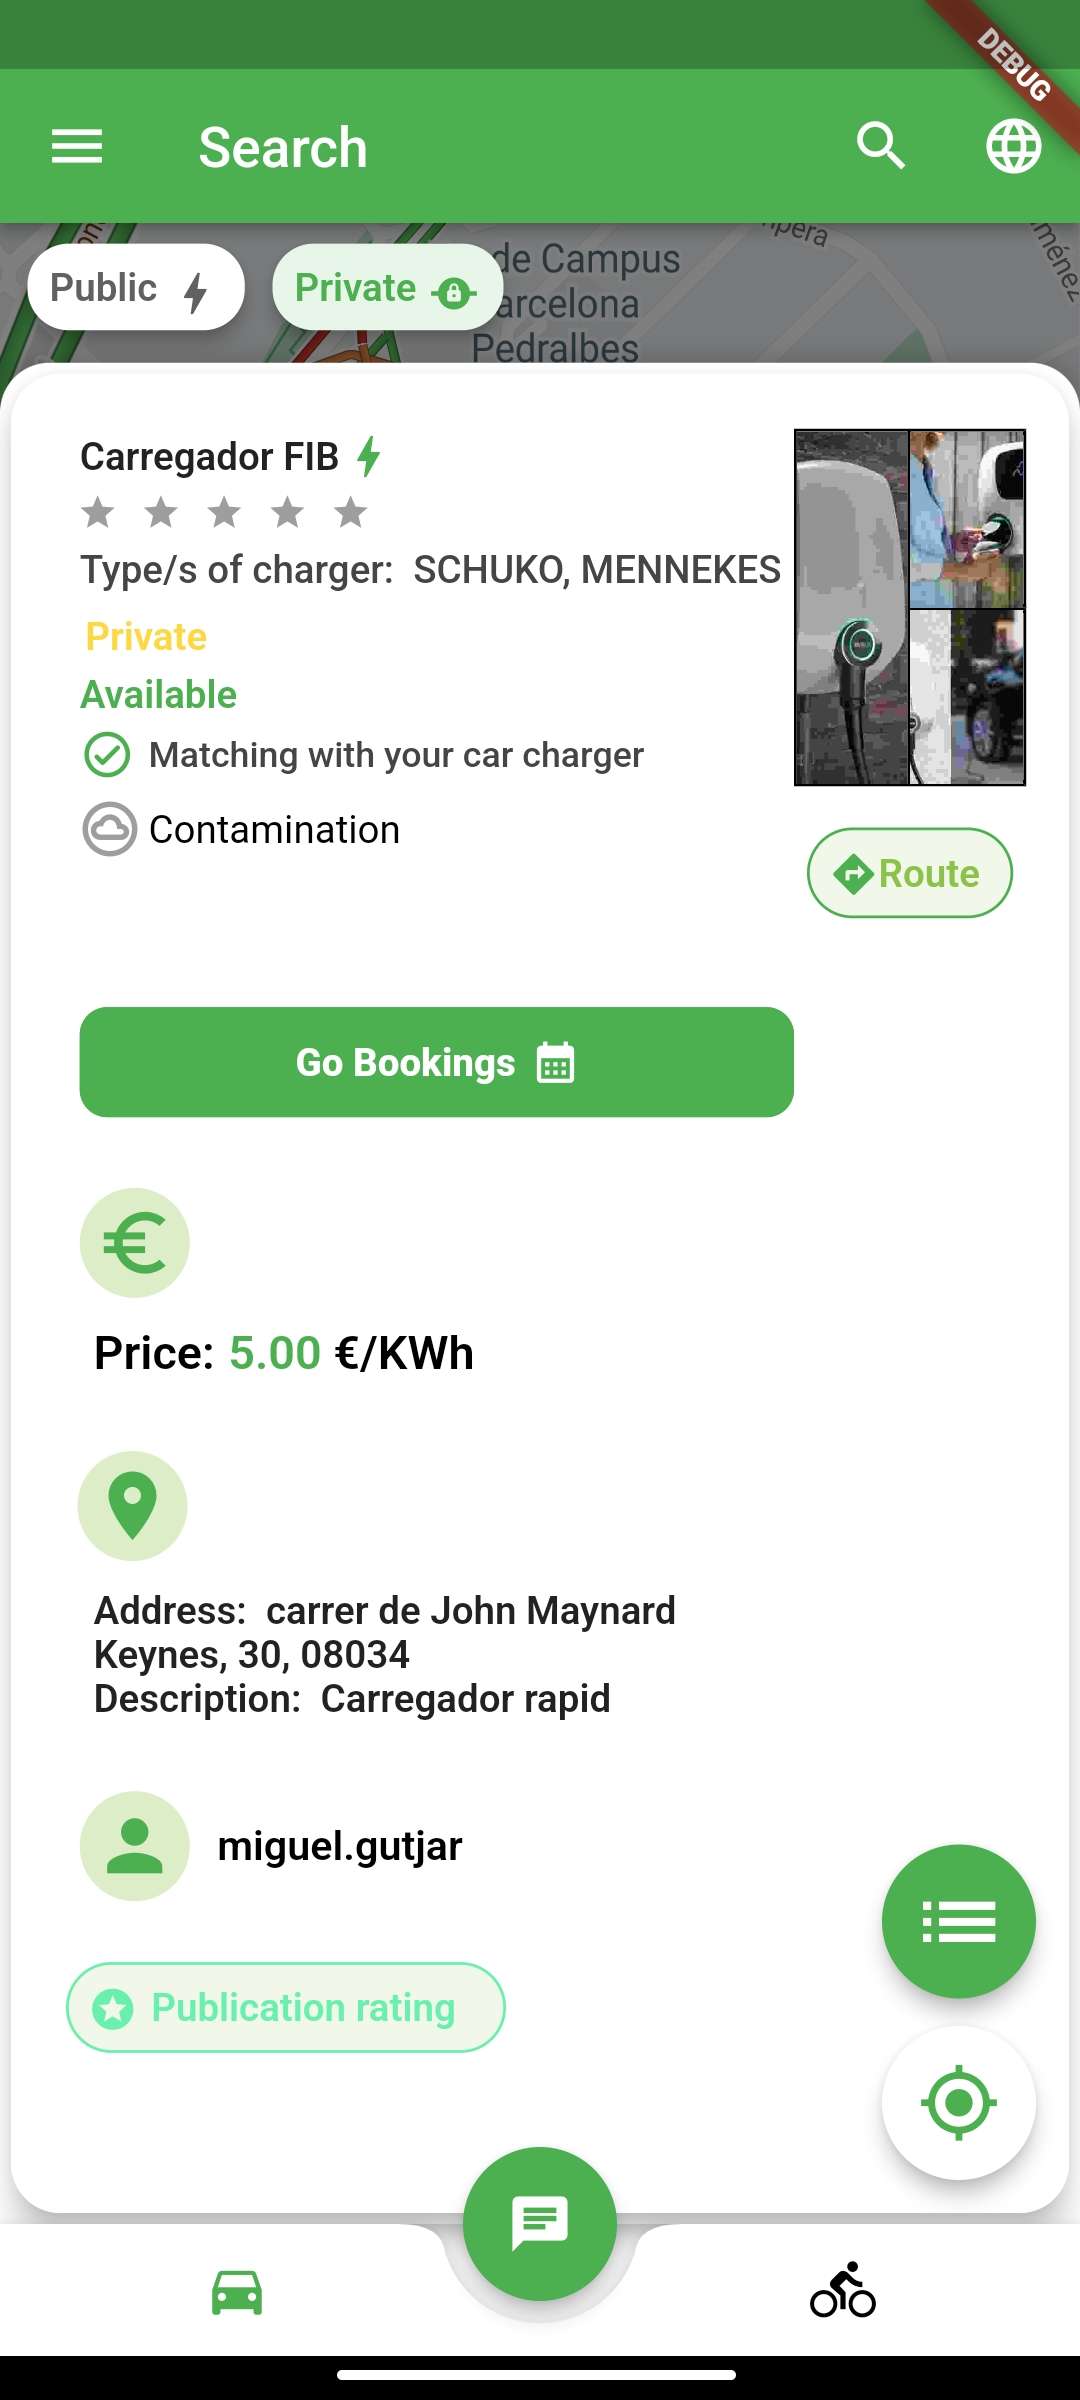 DEBUG
Search
Public
Private
de Campus
arcelona
Pedralbes
Carregador FIB
Type/s of charger: SCHUKO, MENNEKES
Private
Available
Matching with your car charger
Contamination
Route
Go Bookings
Price: 5.00 €/KWh
Address: carrer de John Maynard
Keynes, 30, 08034
Description: Carregador rapid
miguel.gutjar
Publication rating